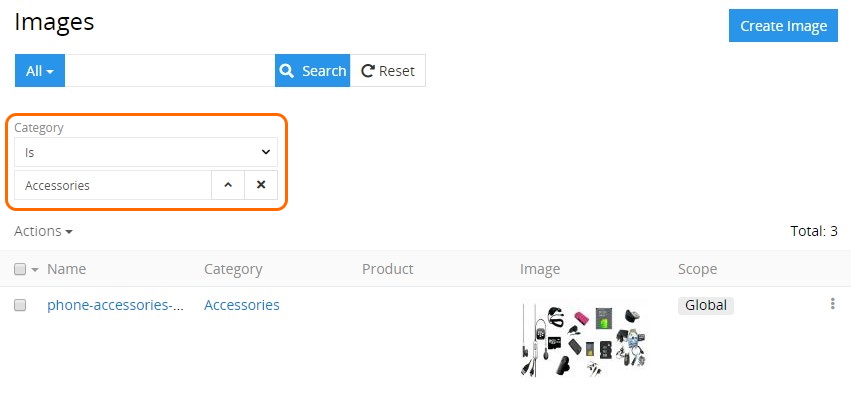 Images
Create Image
All
Search
Reset
Category
Is
Accessories
Actions
Total: 3
Name Category Product Image Scope
phone-accessories-... Accessories Global